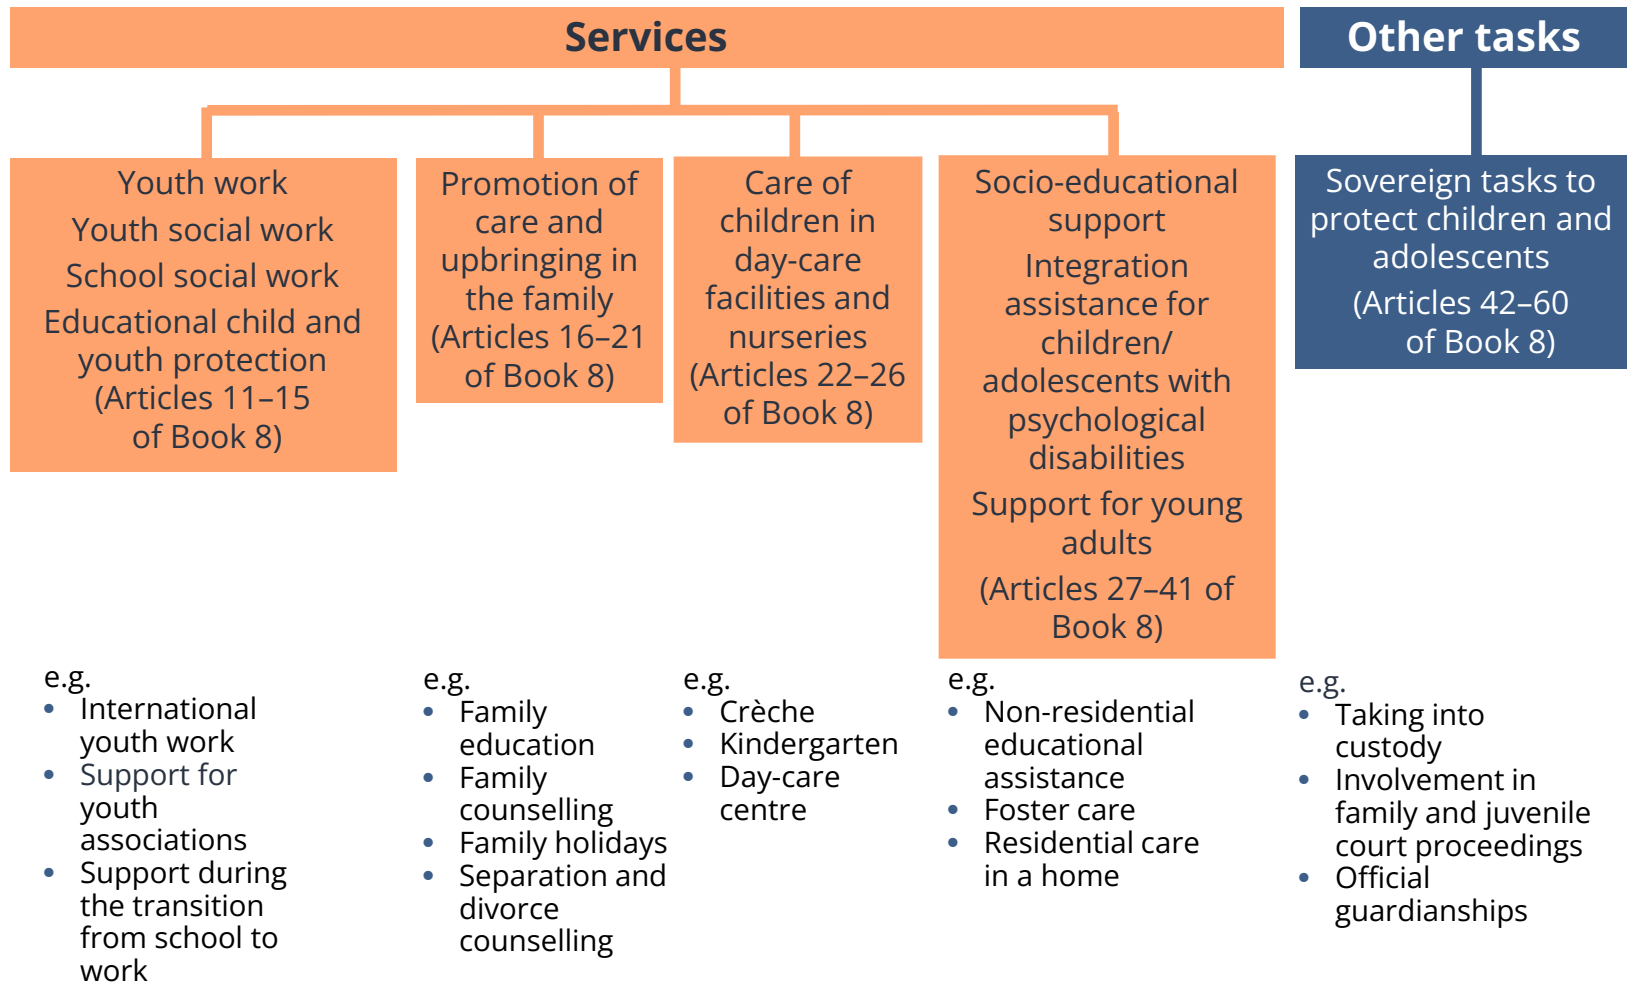 Services
Other tasks
Youth work
Youth social work
School social work
Educational child and
youth protection
(Articles 11–15
of Book 8)
Promotion of
care and
upbringing in
the family
(Articles 16–21
of Book 8)
Care of
children in
day-care
facilities and
nurseries
(Articles 22–26
of Book 8)
Socio-educational
support
Integration
assistance for
children/
adolescents with
psychological
disabilities
Support for young
adults
(Articles 27–41 of
Book 8)
Sovereign tasks to
protect children and
adolescents
(Articles 42–60
of Book 8)
e.g.
• International
youth work
• Support for
youth
associations
• Support during
the transition
from school to
work
e.g.
• Family
education
• Family
counselling
• Family holidays
• Separation and
divorce
counselling
e.g.
• Crèche
• Kindergarten
• Day-care
centre
e.g.
• Non-residential
educational
assistance
• Foster care
• Residential care
in a home
e.g.
• Taking into
custody
• Involvement in
family and juvenile
court proceedings
• Official
guardianships